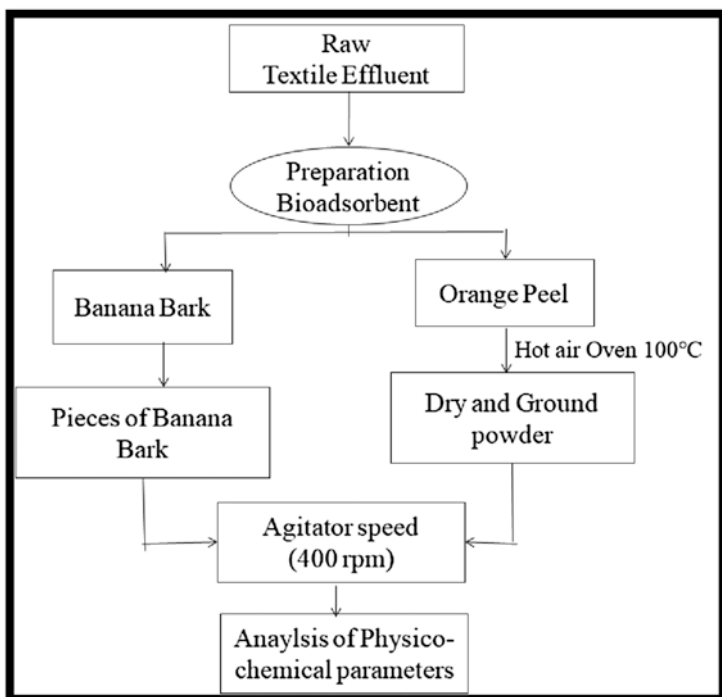 Raw
Textile Effluent
Preparation
Bioadsorbent
Banana Bark
Orange Peel
Hot air Oven 100°C
Pieces of Banana
Bark
Dry and Ground
powder
Agitator speed
(400 rpm)
Anaylsis of Physico-
chemical parameters